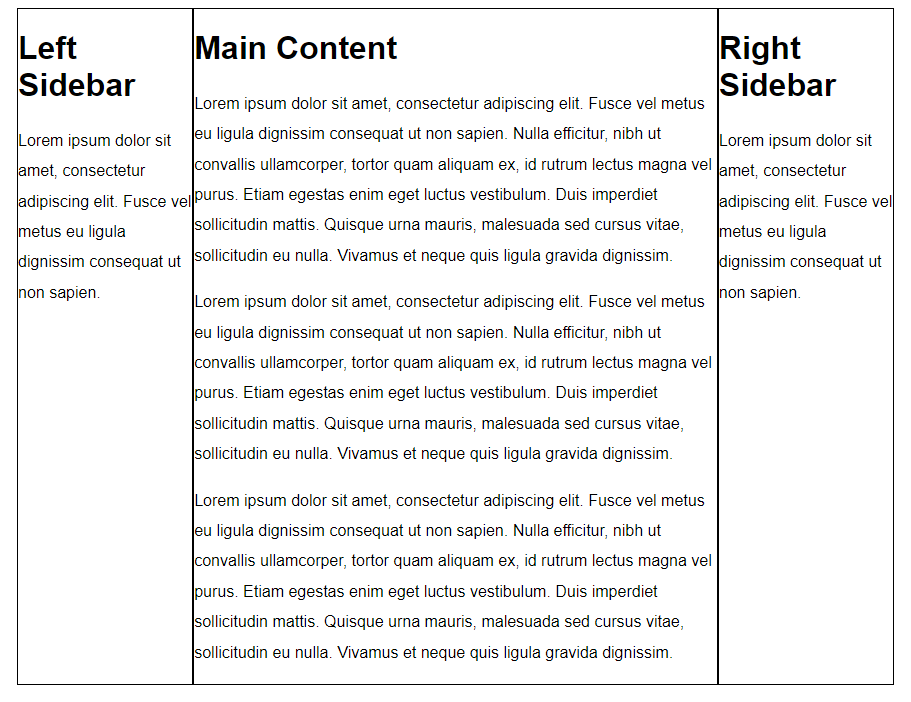 Left
Sidebar
Lorem ipsum dolor sit
amet, consectetur
adipiscing elit. Fusce vel
metus eu ligula
dignissim consequat ut
non sapien.
Main Content
Lorem ipsum dolor sit amet, consectetur adipiscing elit. Fusce vel metus
eu ligula dignissim consequat ut non sapien. Nulla efficitur, nibh ut
convallis ullamcorper, tortor quam aliquam ex, id rutrum lectus magna vel
purus. Etiam egestas enim eget luctus vestibulum. Duis imperdiet
sollicitudin mattis. Quisque urna mauris, malesuada sed cursus vitae,
sollicitudin eu nulla. Vivamus et neque quis ligula gravida dignissim.
Lorem ipsum dolor sit amet, consectetur adipiscing elit. Fusce vel metus
eu ligula dignissim consequat ut non sapien. Nulla efficitur, nibh ut
convallis ullamcorper, tortor quam aliquam ex, id rutrum lectus magna vel
purus. Etiam egestas enim eget luctus vestibulum. Duis imperdiet
sollicitudin mattis. Quisque urna mauris, malesuada sed cursus vitae,
sollicitudin eu nulla. Vivamus et neque quis ligula gravida dignissim.
Lorem ipsum dolor sit amet, consectetur adipiscing elit. Fusce vel metus
eu ligula dignissim consequat ut non sapien. Nulla efficitur, nibh ut
convallis ullamcorper, tortor quam aliquam ex, id rutrum lectus magna vel
purus. Etiam egestas enim eget luctus vestibulum. Duis imperdiet
sollicitudin mattis. Quisque urna mauris, malesuada sed cursus vitae,
sollicitudin eu nulla. Vivamus et neque quis ligula gravida dignissim.
Right
Sidebar
Lorem ipsum dolor sit
amet, consectetur
adipiscing elit. Fusce vel
metus eu ligula
dignissim consequat ut
non sapien.